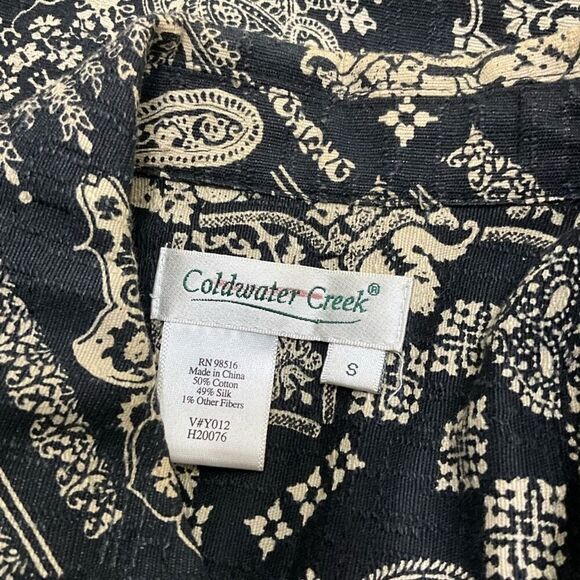 Coldwater Creek®
S
RN 98516
Made in China
50% Cotton
49% Silk
1% Other Fibers
V#Y012
H20076